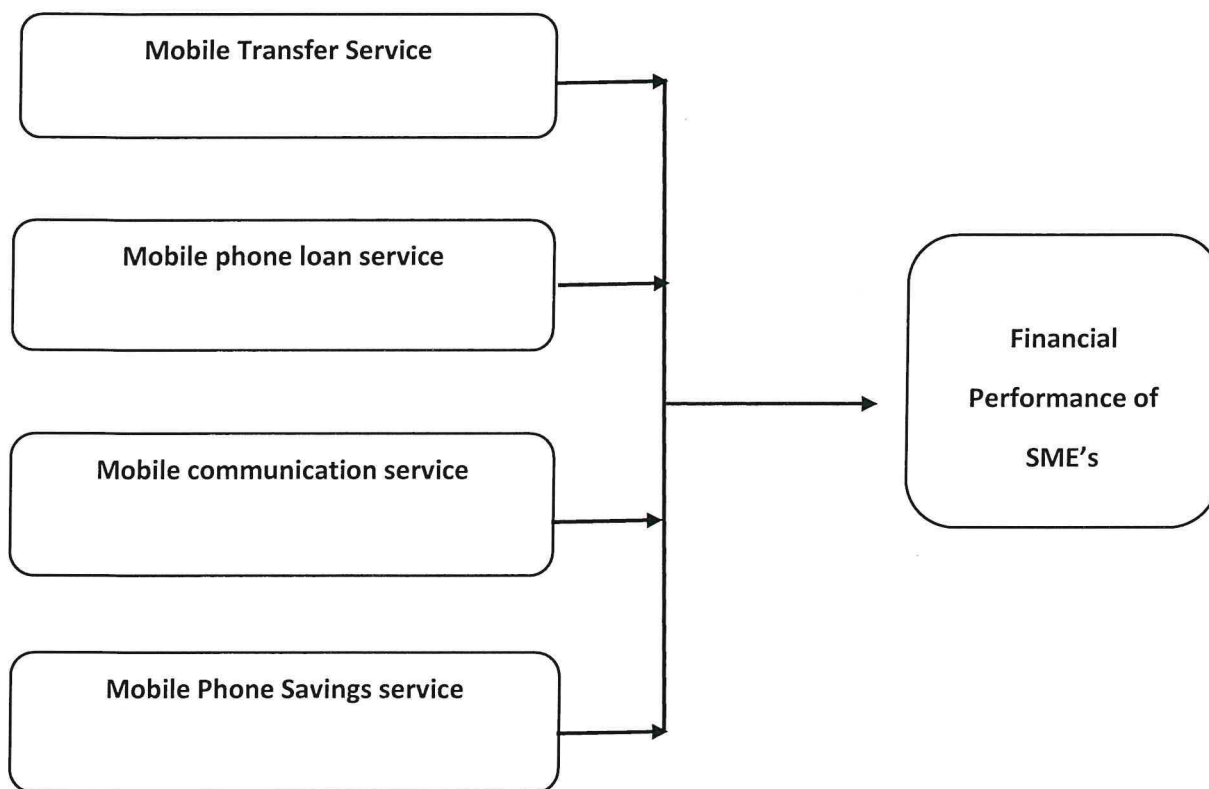 Mobile Transfer Service
Mobile phone loan service
Mobile communication service
Mobile Phone Savings service
Financial
Performance of
SME's